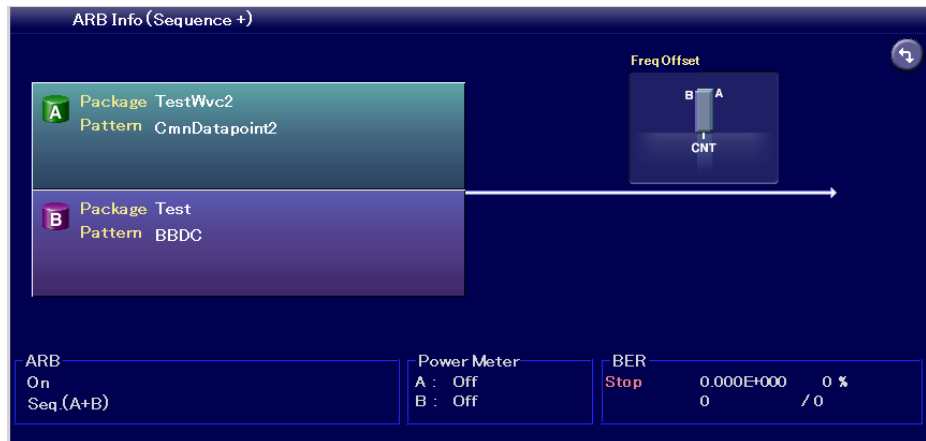 ARB Info (Sequence +)
Freq Offset
B A
CNT
A
Package TestWvc2
Pattern CmnDatapoint2
B
Package Test
Pattern BBDC
ARB
On
Seq.(A+B)
Power Meter
A : Off
B : Off
BER
Stop 0.000E+000 0 %
0 / 0